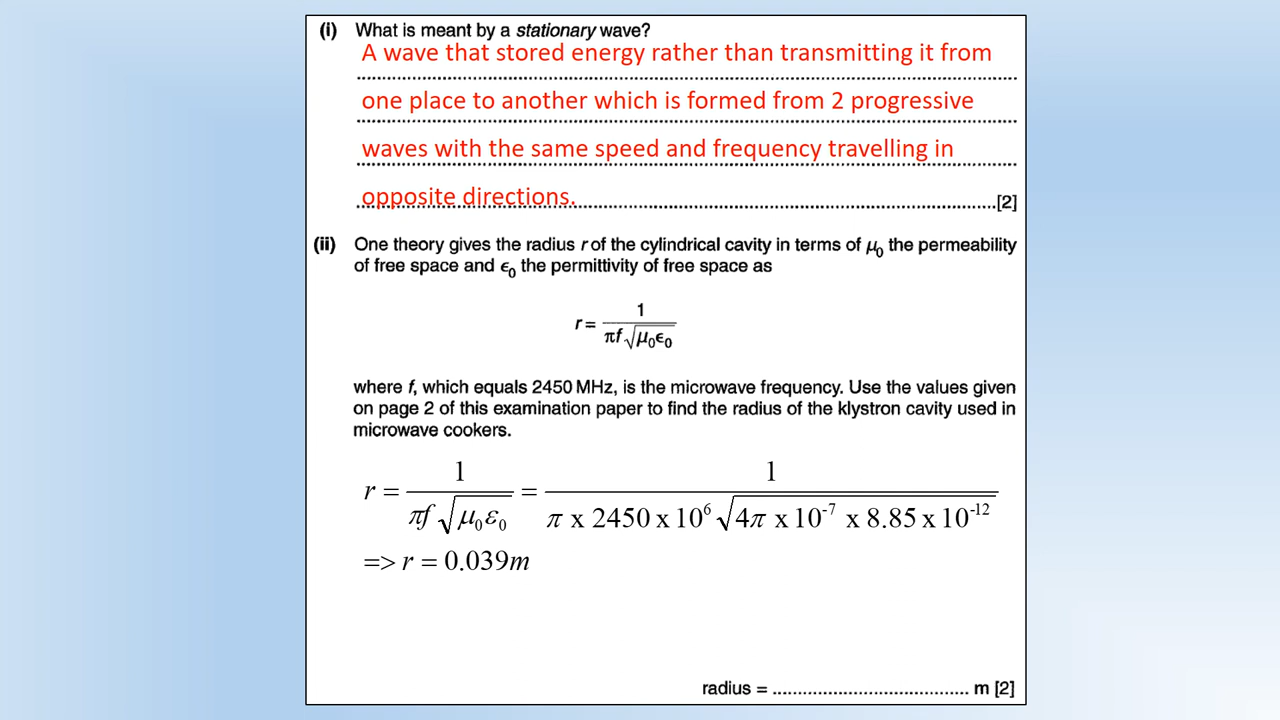 (i) What is meant by a stationary wave?
A wave that stored energy rather than transmitting it from
one place to another which is formed from 2 progressive
waves with the same speed and frequency travelling in
opposite directions. [2]
(ii) One theory gives the radius r of the cylindrical cavity in terms of μ₀ the permeability
of free space and ϵ₀ the permittivity of free space as
r = 1 / πf√μ₀ϵ₀
where f, which equals 2450 MHz, is the microwave frequency. Use the values given
on page 2 of this examination paper to find the radius of the klystron cavity used in
microwave cookers.
r = 1 / πf√μ₀ε₀ = 1 / π x 2450 x 10⁶ √4π x 10⁻⁷ x 8.85 x 10⁻¹²
=> r = 0.039m
radius = ...................................... m [2]